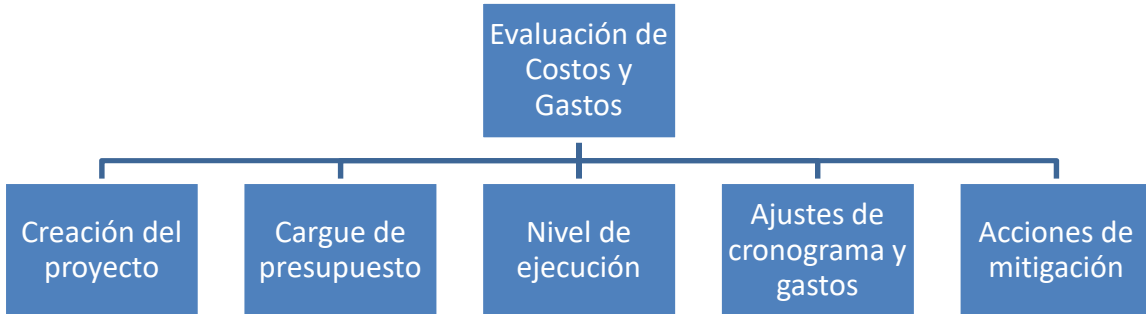 Evaluación de
Costos y
Gastos
Creación del
proyecto
Cargue de
presupuesto
Nivel de
ejecución
Ajustes de
cronograma y
gastos
Acciones de
mitigación